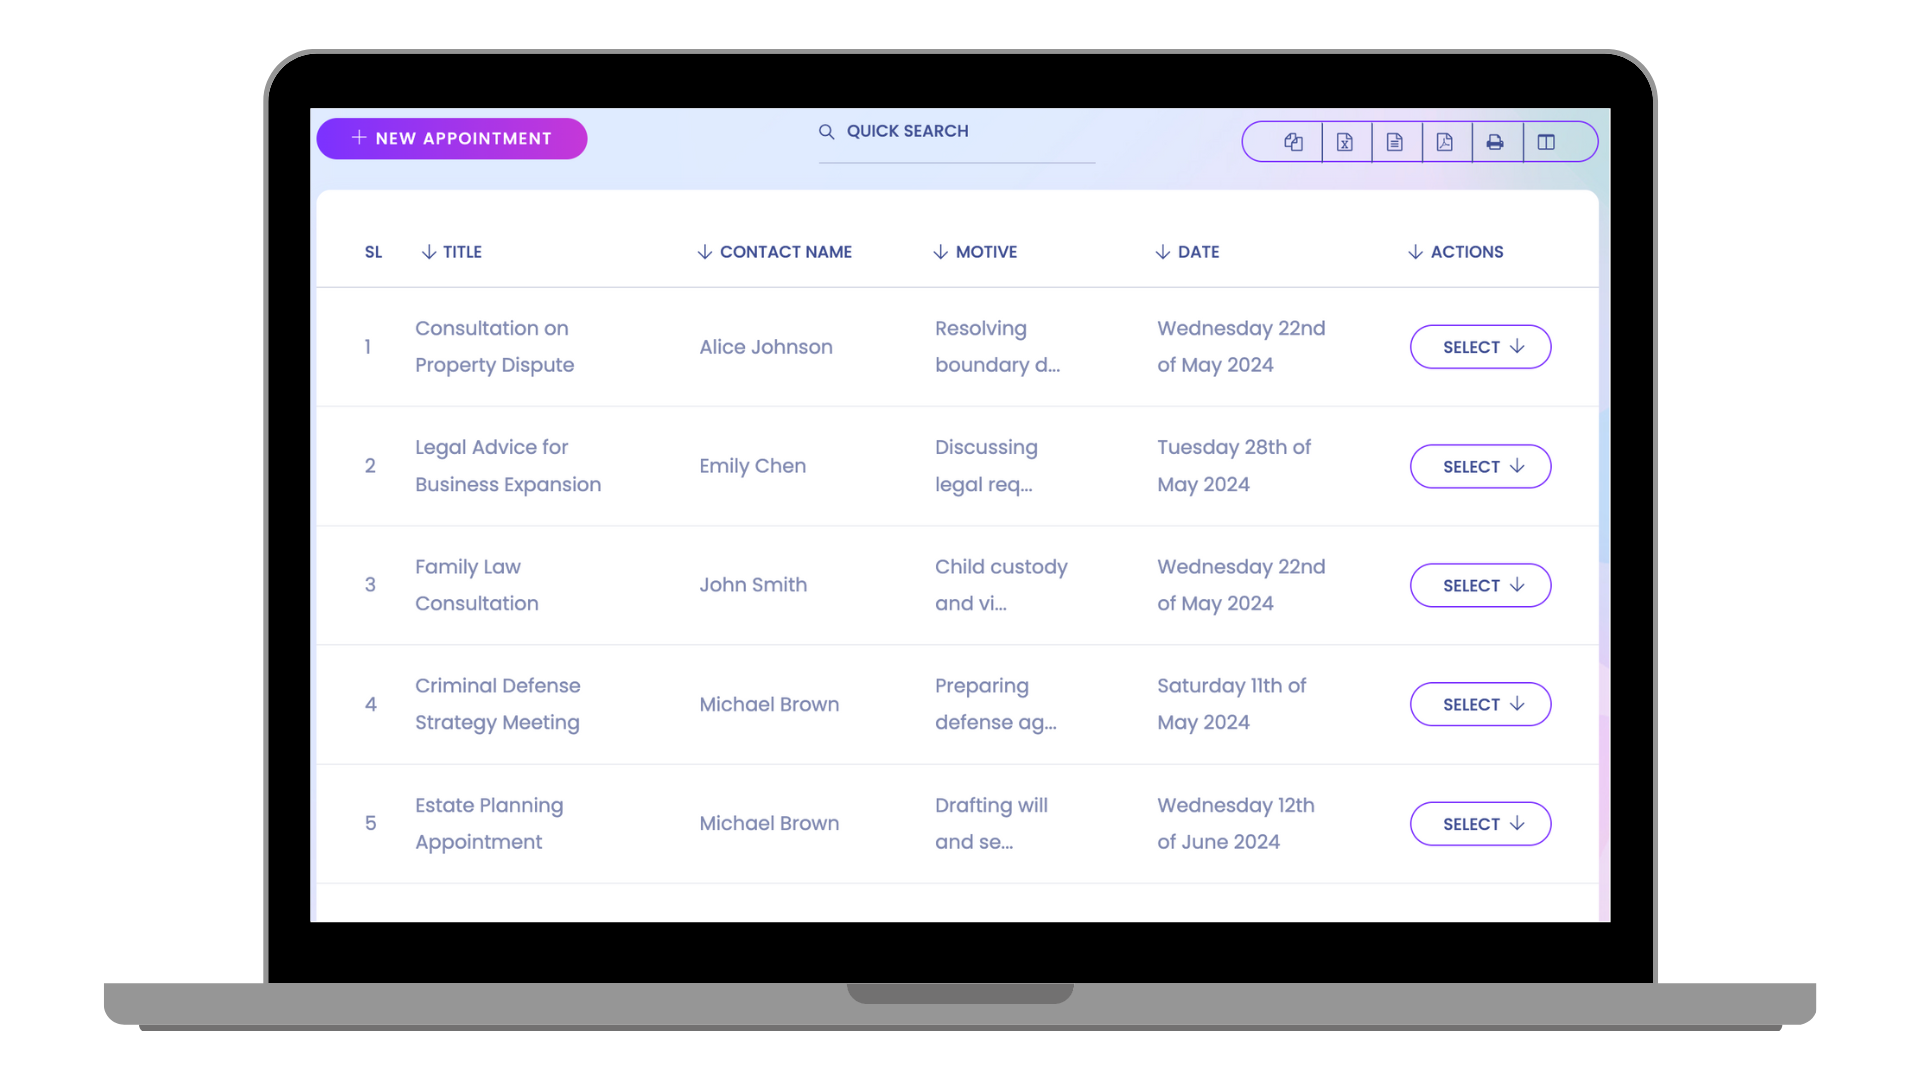 NEW APPOINTMENT
QUICK SEARCH
SL TITLE CONTACT NAME MOTIVE DATE ACTIONS
1 Consultation on Property Dispute Alice Johnson Resolving boundary d... Wednesday 22nd of May 2024 SELECT
2 Legal Advice for Business Expansion Emily Chen Discussing legal req... Tuesday 28th of May 2024 SELECT
3 Family Law Consultation John Smith Child custody and vi... Wednesday 22nd of May 2024 SELECT
4 Criminal Defense Strategy Meeting Michael Brown Preparing defense ag... Saturday 11th of May 2024 SELECT
5 Estate Planning Appointment Michael Brown Drafting will and se... Wednesday 12th of June 2024 SELECT